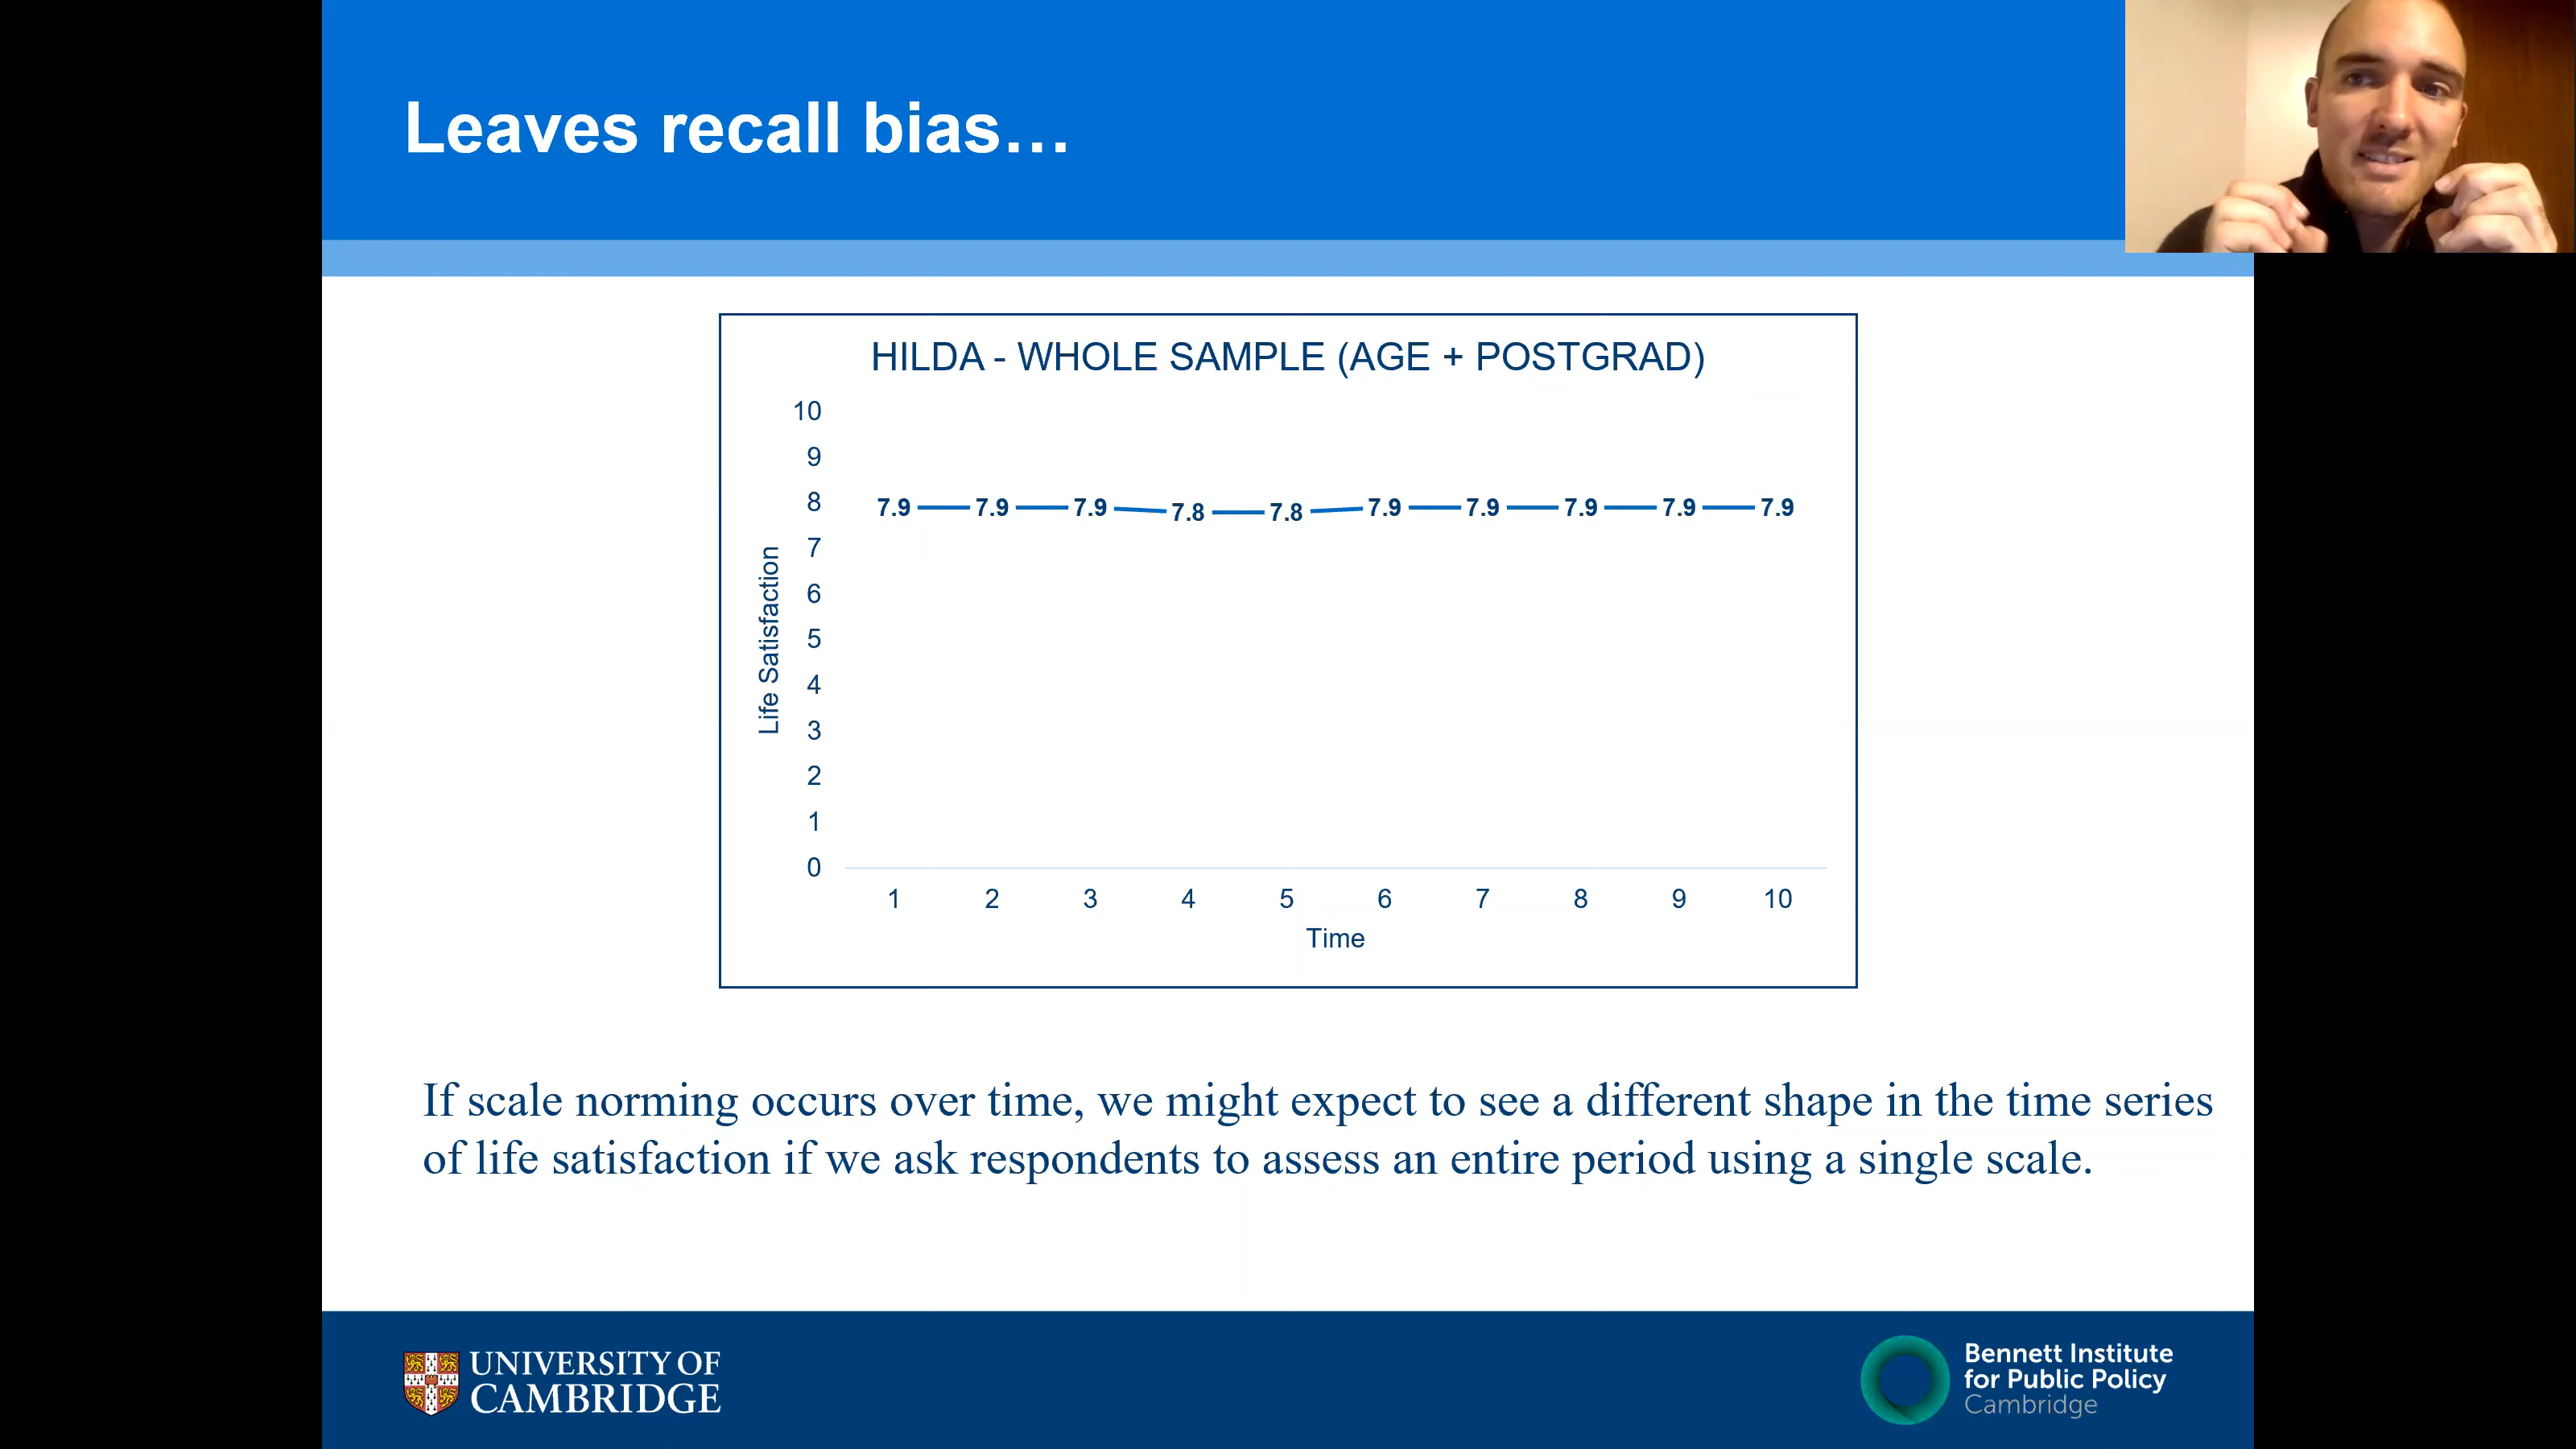 Leaves recall bias…
HILDA - WHOLE SAMPLE (AGE + POSTGRAD)
10
9
8
7
6
5
4
3
2
1
0
Life Satisfaction
7.9 7.9 7.9 7.8 7.8 7.9 7.9 7.9 7.9 7.9
1 2 3 4 5 6 7 8 9 10
Time
If scale norming occurs over time, we might expect to see a different shape in the time series
of life satisfaction if we ask respondents to assess an entire period using a single scale.
UNIVERSITY OF
CAMBRIDGE
Bennett Institute
for Public Policy
Cambridge